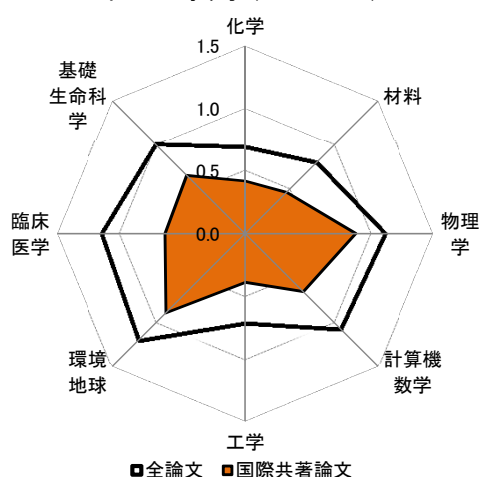 化学
1.5
基礎
生命科
学
材料
1.0
0.5
臨床
医学
0.0
物理
学
環境
地球
計算機
数学
工学
全論文 国際共著論文